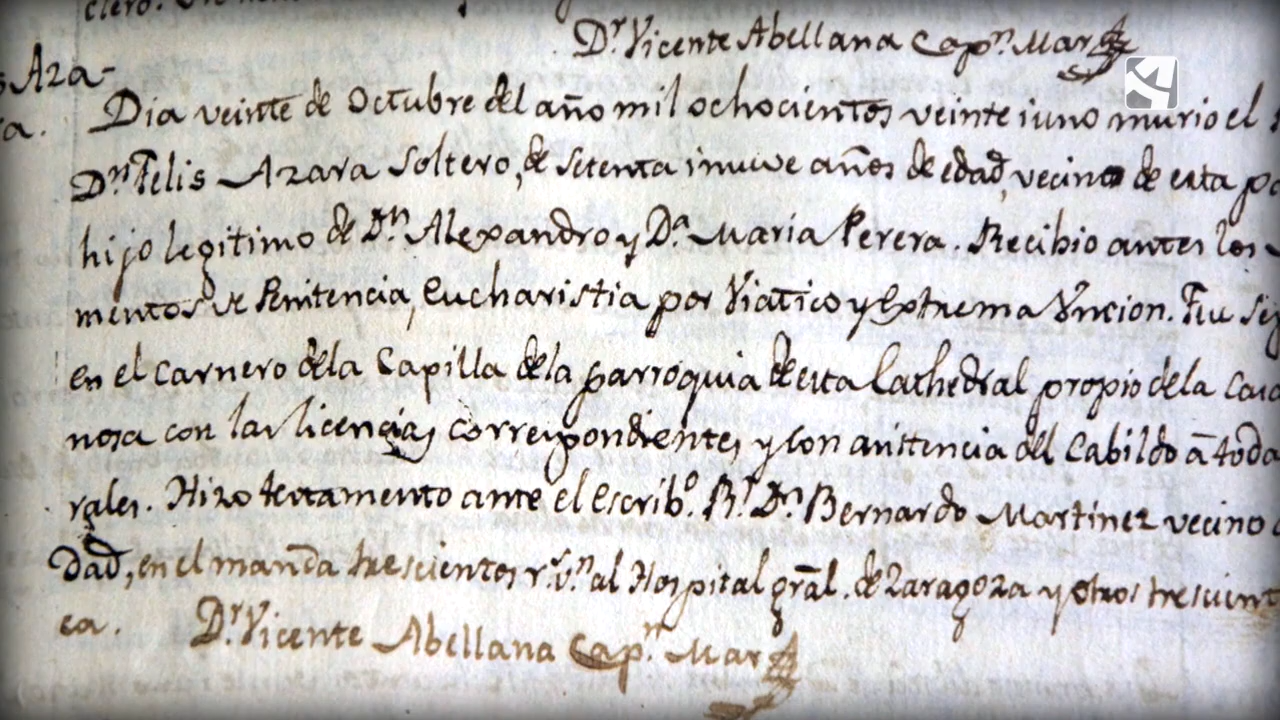 Dr. Vicente Abellana Capn. Mar
Aza-
Dia veinte de Octubre del año mil ochocientos veinte i uno murio el
Dn. Felis Azara Soltero, de setenta i nueve años de edad, vecino de esta
hijo legitimo de Dn. Alexandro y Da. Maria Perera. Recibio antes los
mentos de Penitencia, Eucharistia por Viatico y Extrema Uncion. Fue
en el carnero dela Capilla dela parroquia de esta Cathedral propio dela
nosa con las licencias correspondientes y con asistencia del Cabildo à toda
rales. Hizo testamento ante el Escribo. Rl. Dn. Bernardo Martinez vecino
dad, en el manda trescientos rs. vn. al Hospital gral. de Zaragoza y otros
ca.
Dr. Vicente Abellana Capn. Mar